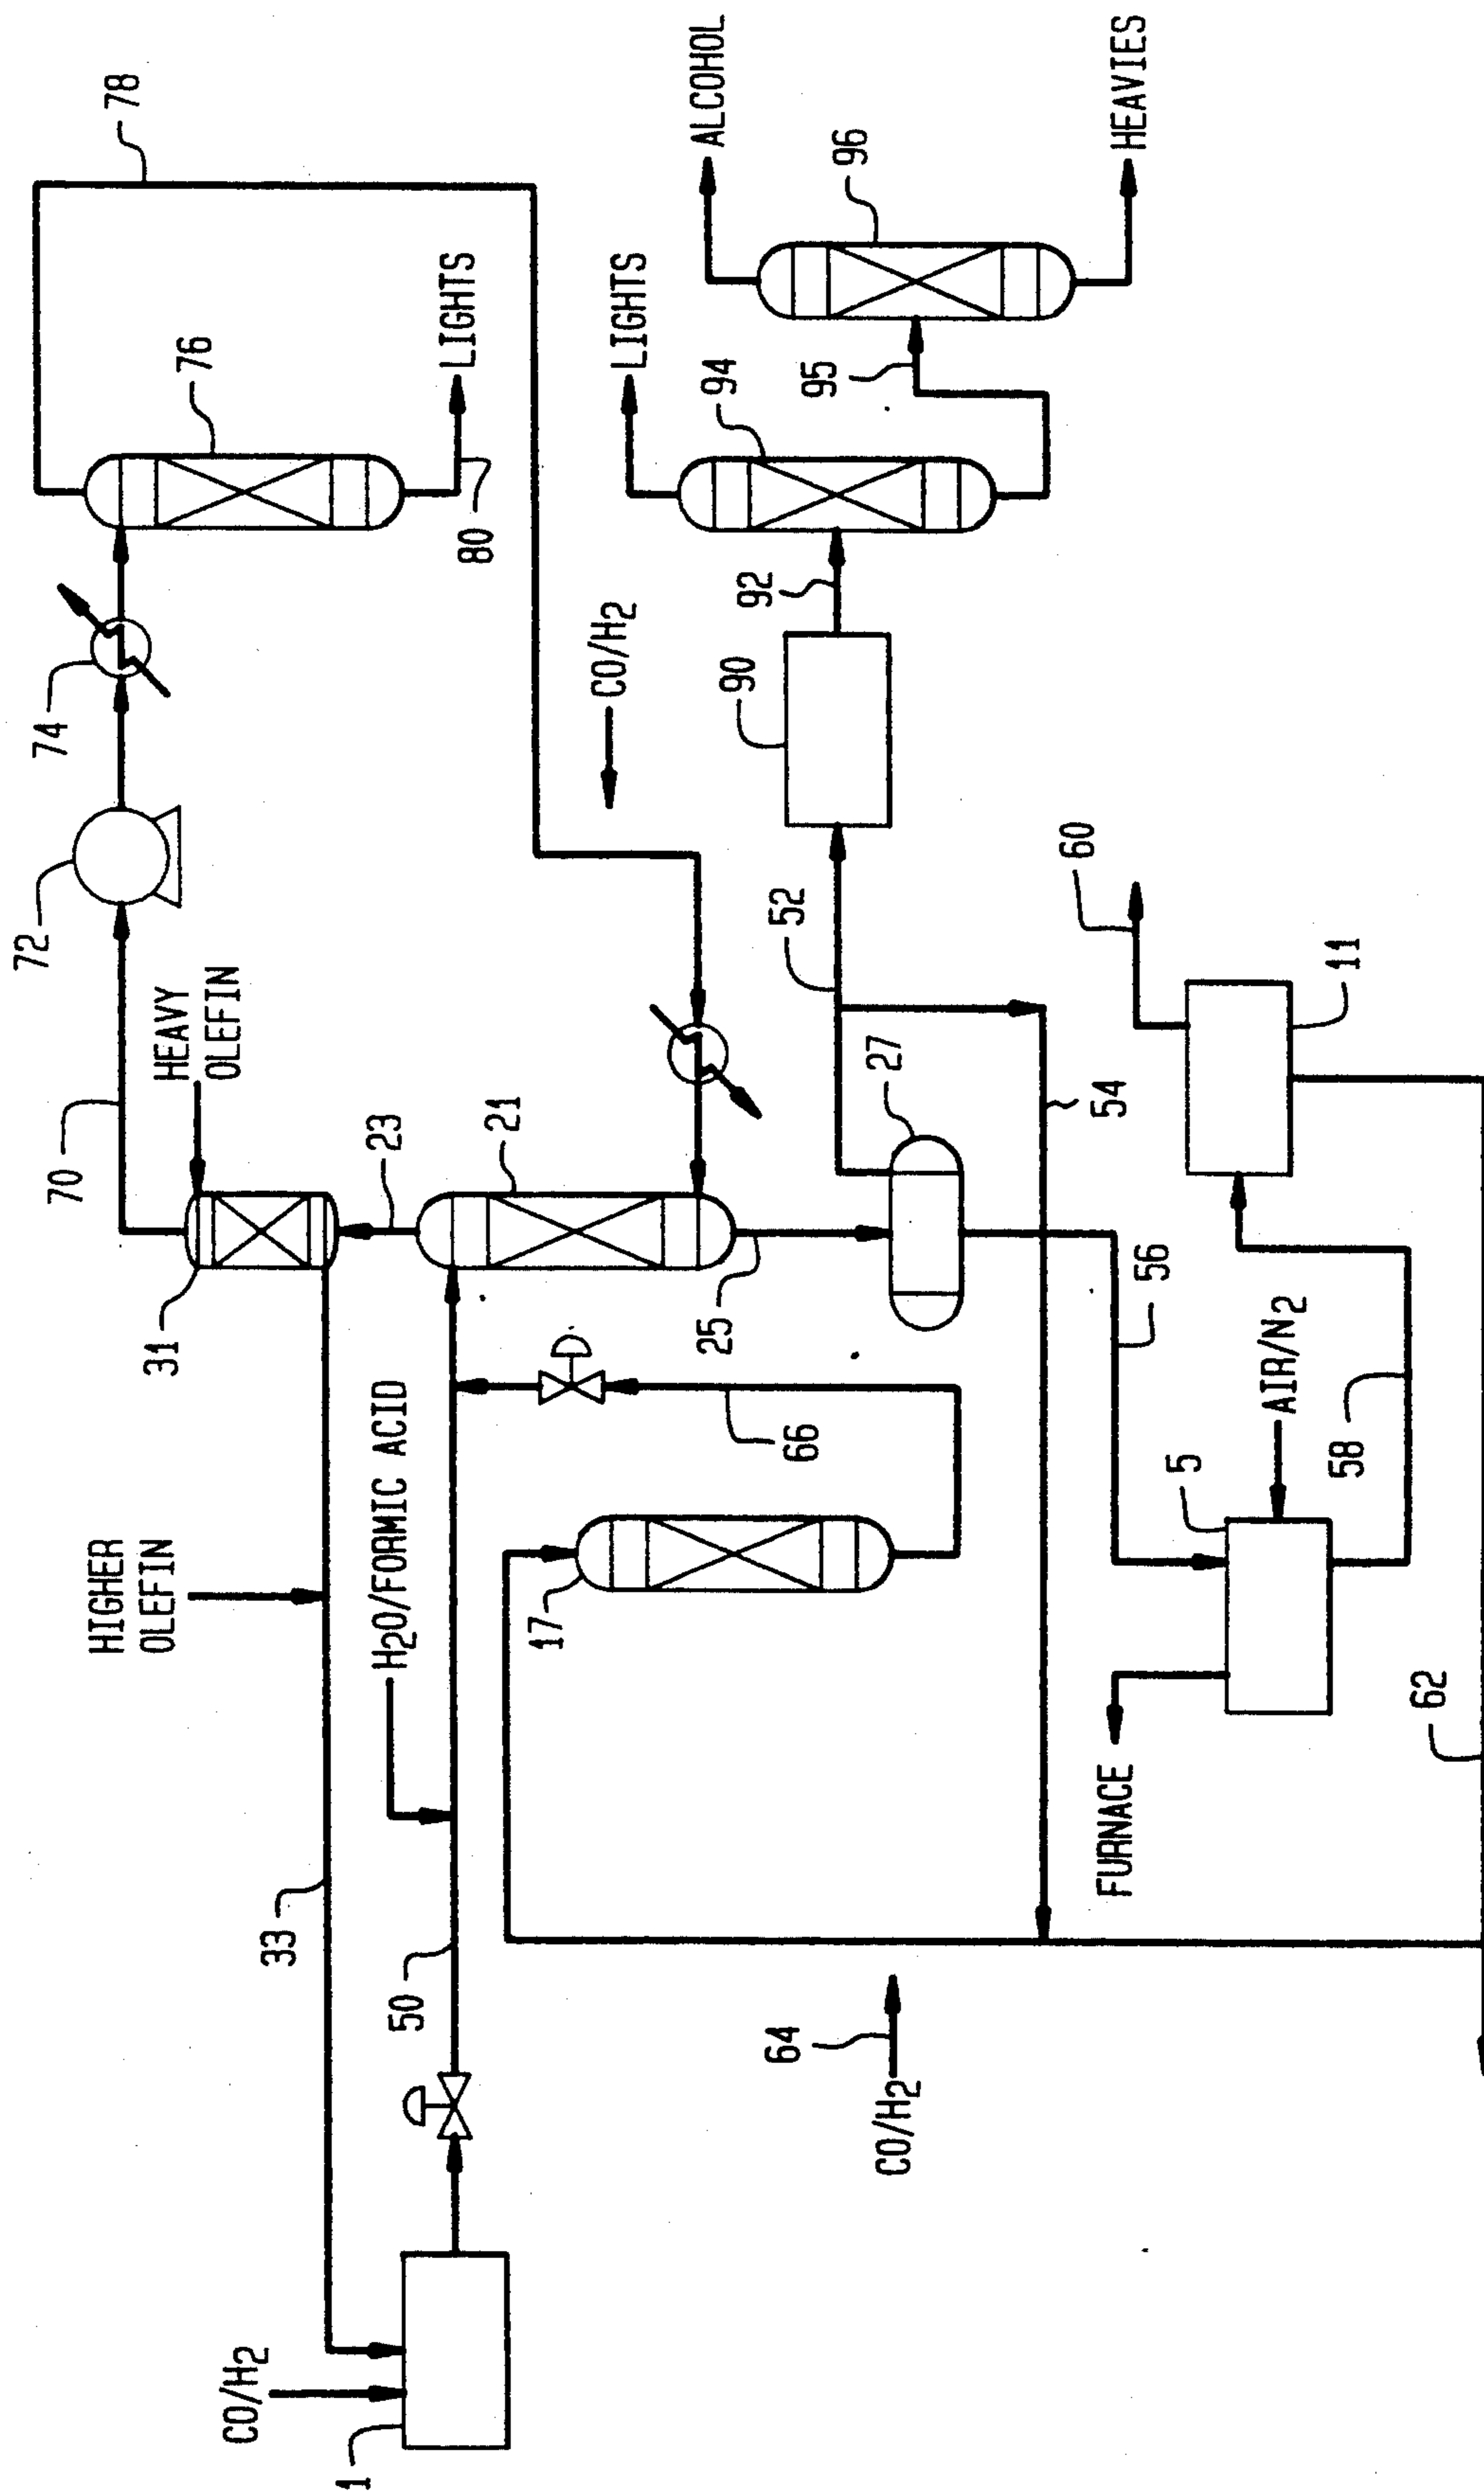 72
74
70
78
HIGHER
OLEFIN
HEAVY
OLEFIN
31
76
CO/H2
33
23
1
H2O/FORMIC ACID
50
21
80
LIGHTS
17
CO/H2
LIGHTS
25
94
66
90
92
ALCOHOL
64
CO/H2
52
27
95
96
60
54
FURNACE
HEAVIES
56
5
AIR/N2
58
11
62